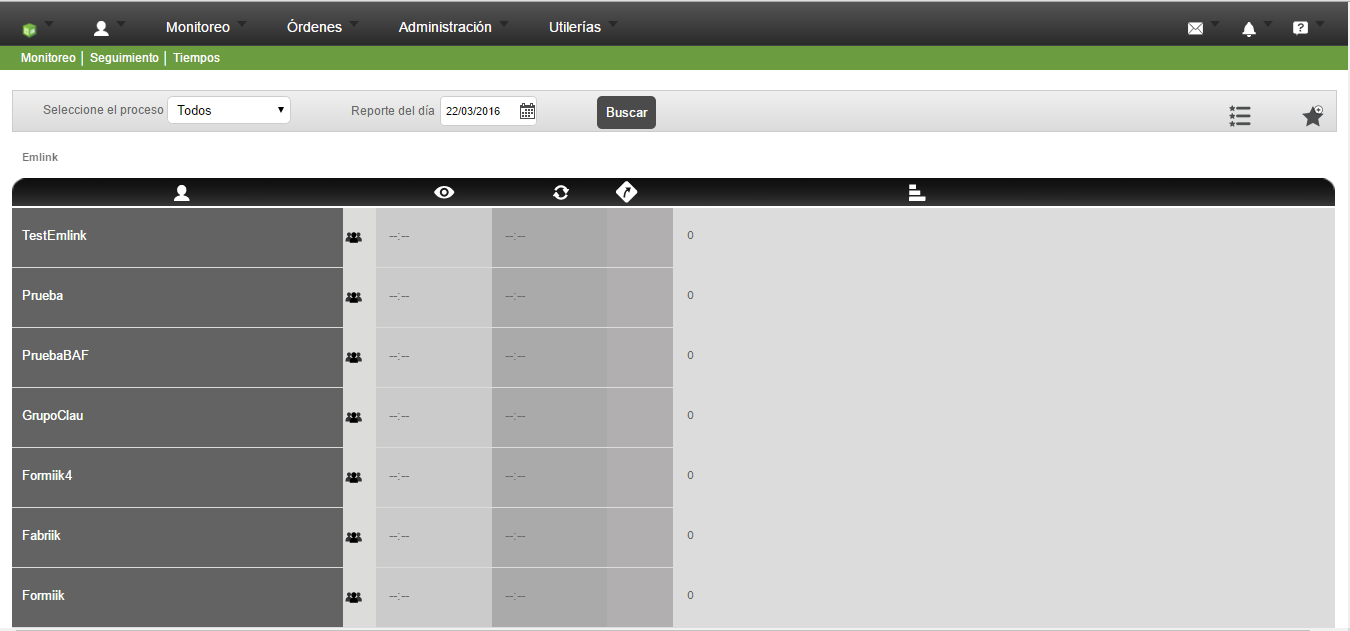 Monitoreo Órdenes Administración Utilerías
Monitoreo | Seguimiento | Tiempos
Seleccione el proceso Todos Reporte del día 22/03/2016 Buscar
Emlink
TestEmlink --:-- --:-- 0
Prueba --:-- --:-- 0
PruebaBAF --:-- --:-- 0
GrupoClau --:-- --:-- 0
Formiik4 --:-- --:-- 0
Fabriik --:-- --:-- 0
Formiik --:-- --:-- 0